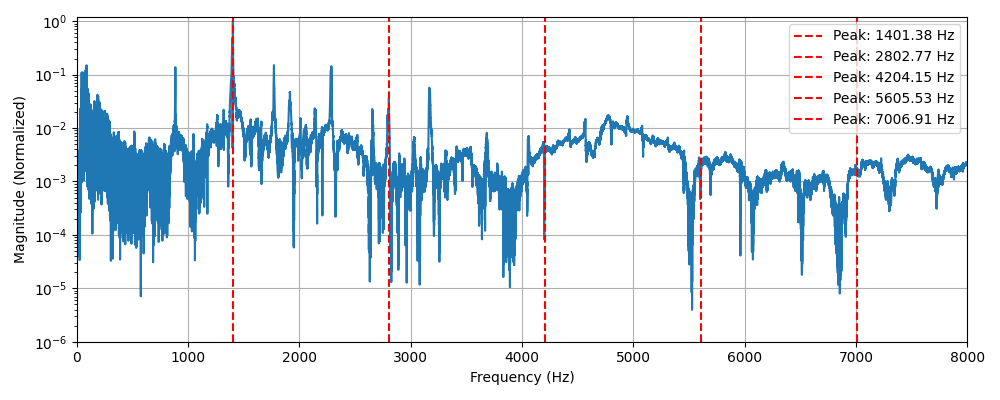 10⁰
10⁻¹
10⁻²
10⁻³
10⁻⁴
10⁻⁵
10⁻⁶
Magnitude (Normalized)
Peak: 1401.38 Hz
Peak: 2802.77 Hz
Peak: 4204.15 Hz
Peak: 5605.53 Hz
Peak: 7006.91 Hz
0 1000 2000 3000 4000 5000 6000 7000 8000
Frequency (Hz)